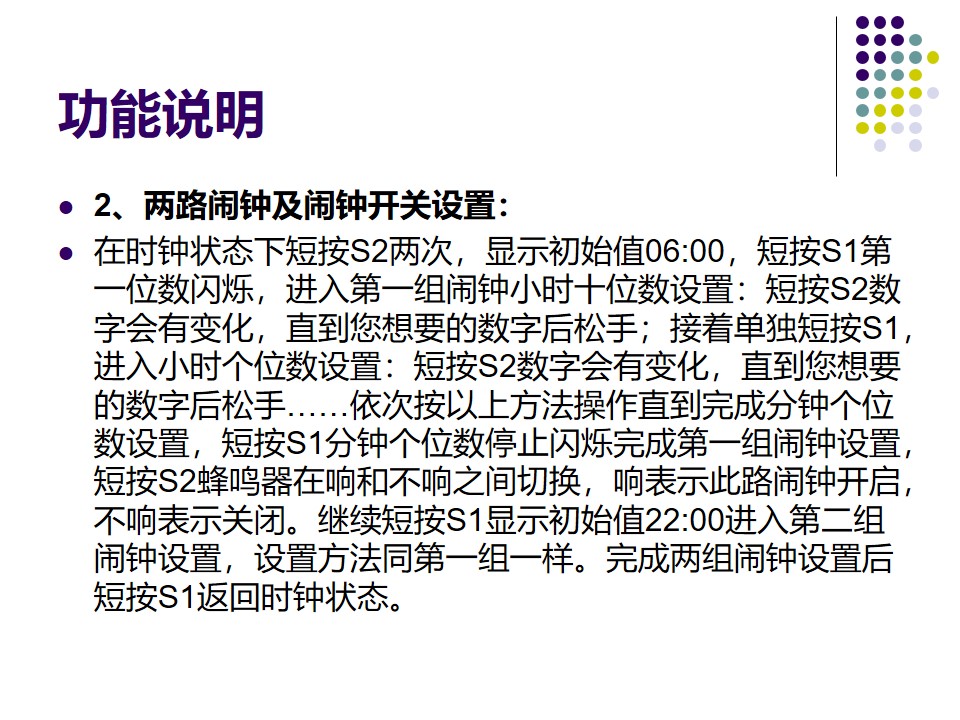 功能说明
2、两路闹钟及闹钟开关设置：
在时钟状态下短按S2两次，显示初始值06:00，短按S1第
一位数闪烁，进入第一组闹钟小时十位数设置：短按S2数
字会有变化，直到您想要的数字后松手；接着单独短按S1，
进入小时个位数设置：短按S2数字会有变化，直到您想要
的数字后松手……依次按以上方法操作直到完成分钟个位
数设置，短按S1分钟个位数停止闪烁完成第一组闹钟设置，
短按S2蜂鸣器在响和不响之间切换，响表示此路闹钟开启，
不响表示关闭。继续短按S1显示初始值22:00进入第二组
闹钟设置，设置方法同第一组一样。完成两组闹钟设置后
短按S1返回时钟状态。